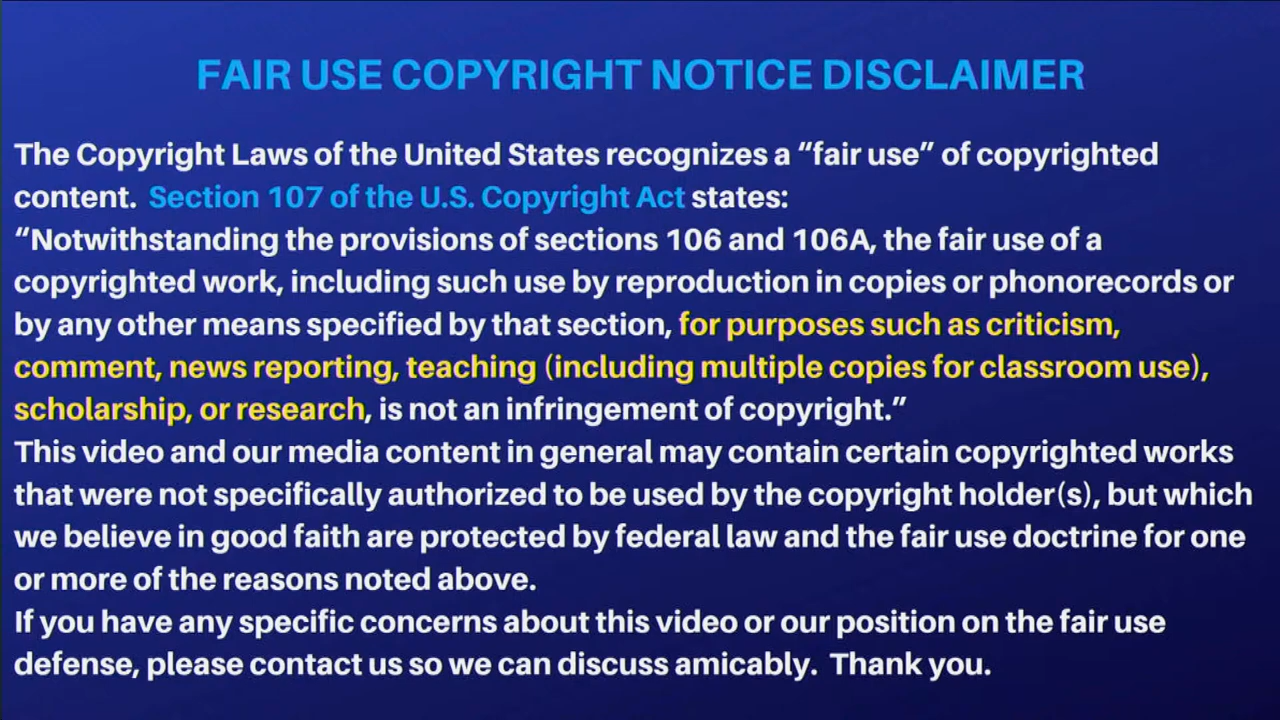 FAIR USE COPYRIGHT NOTICE DISCLAIMER
The Copyright Laws of the United States recognizes a “fair use” of copyrighted
content. Section 107 of the U.S. Copyright Act states:
“Notwithstanding the provisions of sections 106 and 106A, the fair use of a
copyrighted work, including such use by reproduction in copies or phonorecords or
by any other means specified by that section, for purposes such as criticism,
comment, news reporting, teaching (including multiple copies for classroom use),
scholarship, or research, is not an infringement of copyright.”
This video and our media content in general may contain certain copyrighted works
that were not specifically authorized to be used by the copyright holder(s), but which
we believe in good faith are protected by federal law and the fair use doctrine for one
or more of the reasons noted above.
If you have any specific concerns about this video or our position on the fair use
defense, please contact us so we can discuss amicably. Thank you.